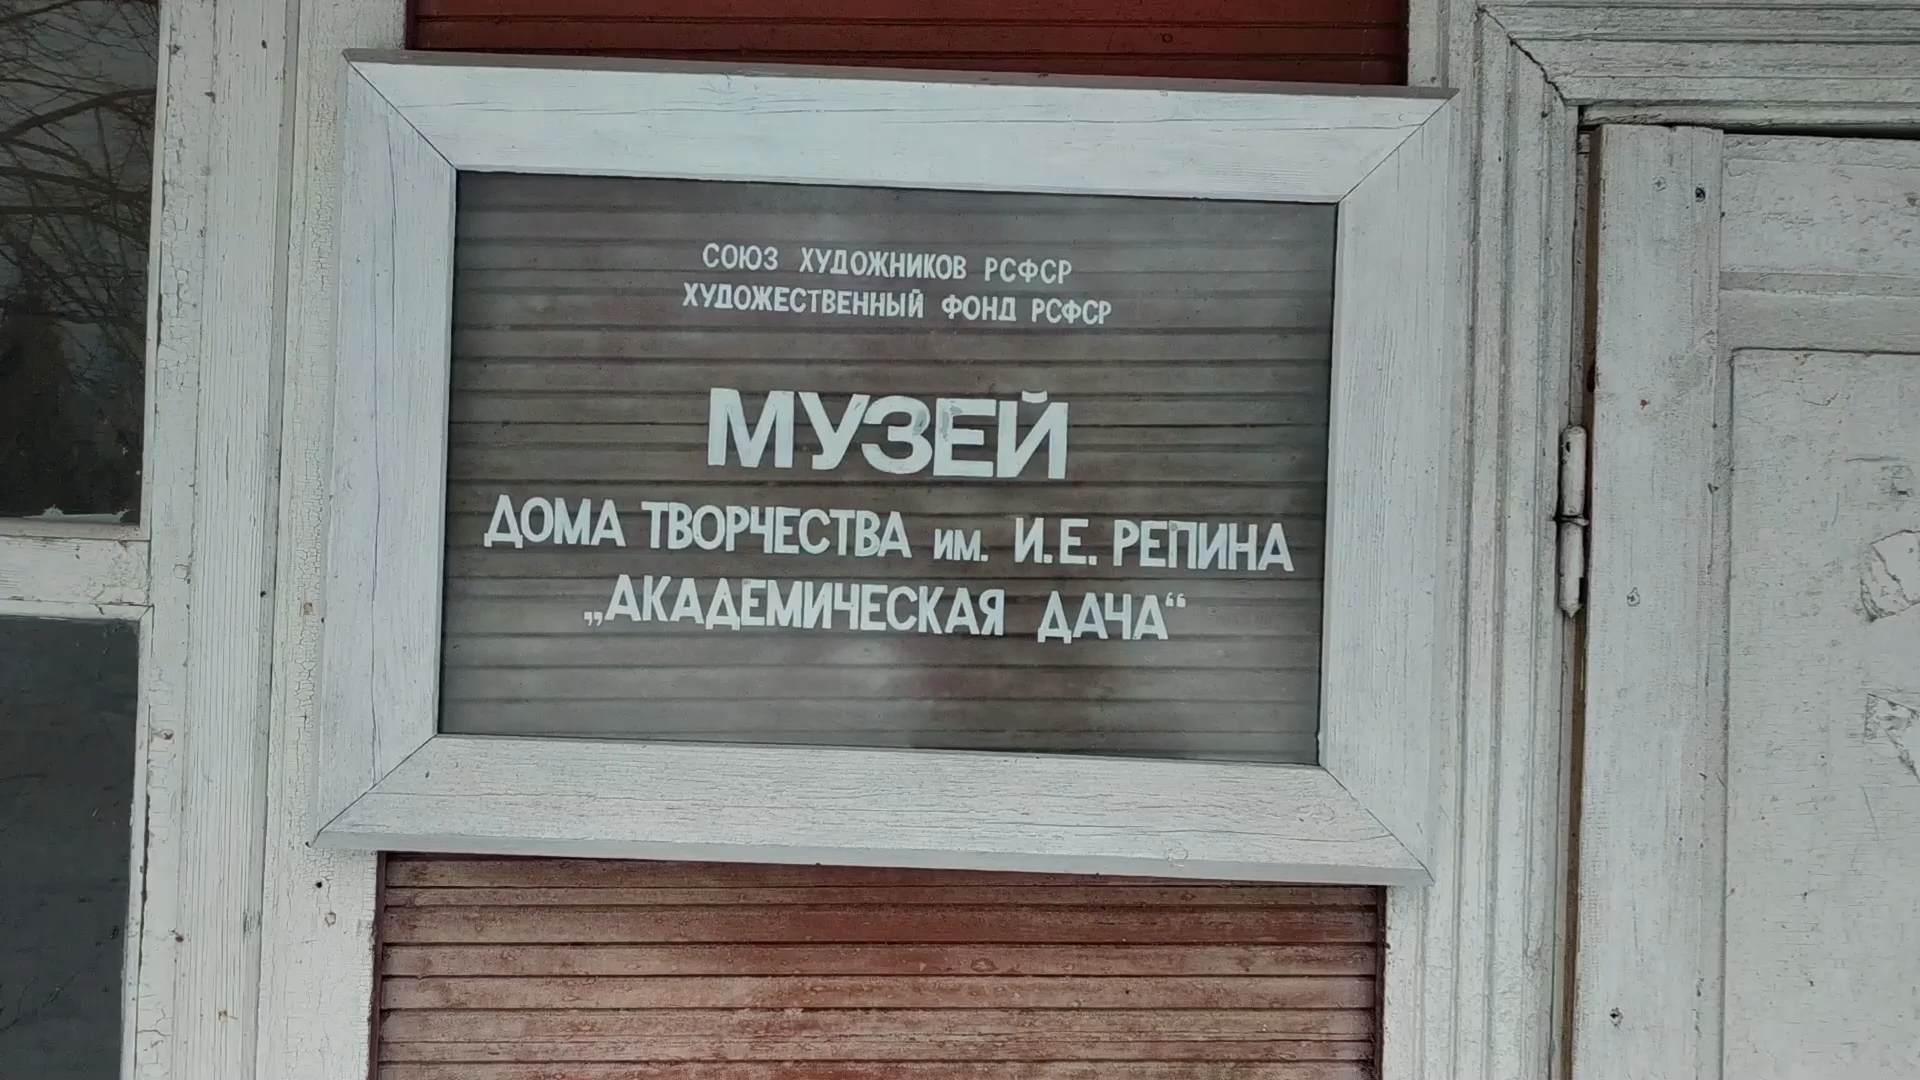 СОЮЗ ХУДОЖНИКОВ РСФСР
ХУДОЖЕСТВЕННЫЙ ФОНД РСФСР
МУЗЕЙ
ДОМА ТВОРЧЕСТВА им. И.Е. РЕПИНА
„АКАДЕМИЧЕСКАЯ ДАЧА“